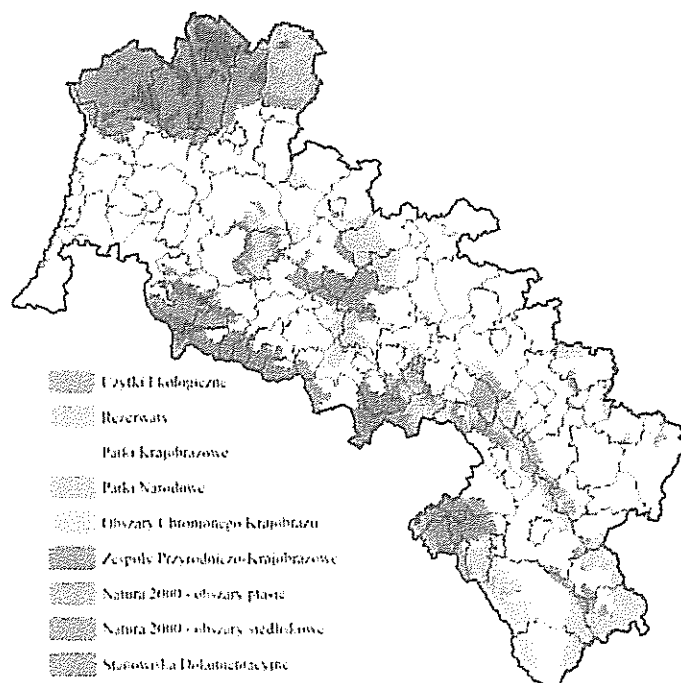 Użytki Ekologiczne
Rezerwaty
Parki Krajobrazowe
Parki Narodowe
Obszary Chronionego Krajobrazu
Zespoły Przyrodniczo-Krajobrazowe
Natura 2000 - obszary ptasie
Natura 2000 - obszary siedliskowe
Stanowiska Dokumentacyjne